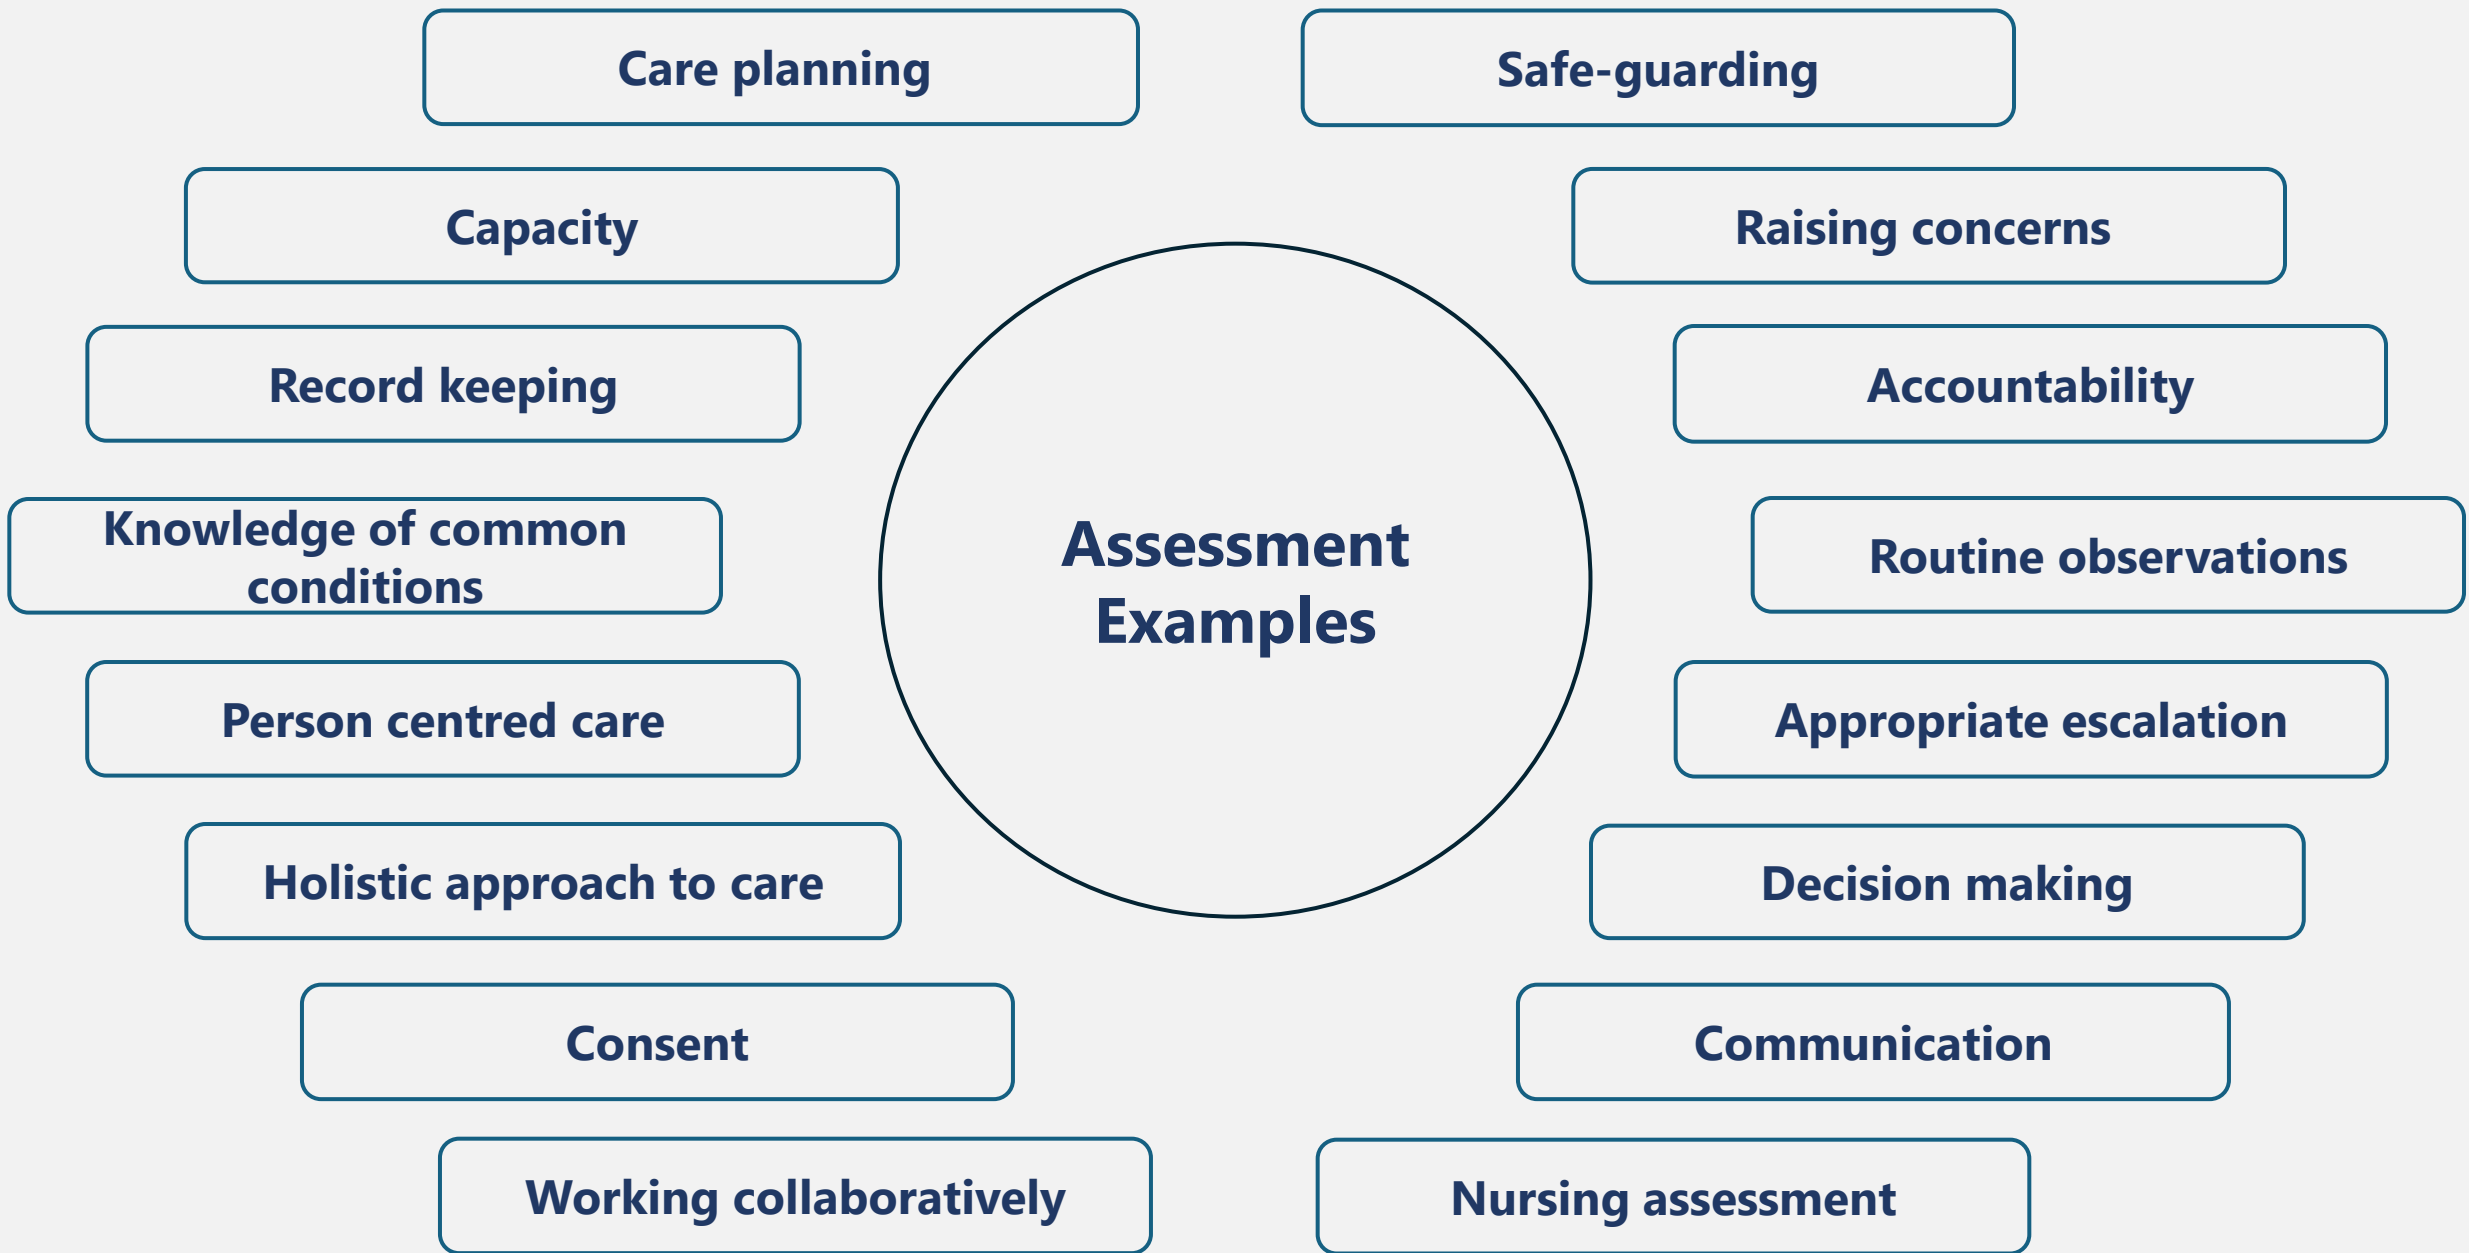 Care planning
Safe-guarding
Capacity
Raising concerns
Record keeping
Accountability
Knowledge of common
conditions
Routine observations
Assessment
Examples
Person centred care
Appropriate escalation
Holistic approach to care
Decision making
Consent
Communication
Working collaboratively
Nursing assessment